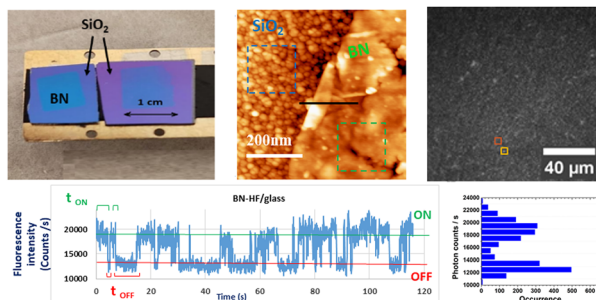 SiO2
BN
1 cm
SiO2
BN
200nm
40 μm
BN-HF/glass
t ON
Fluorescence
intensity
(Counts /s)
20000
15000
10000
ON
OFF
0 20 40 60 80 100 120
t OFF
Time (s)
Photon counts / s
24000
22000
20000
18000
16000
14000
12000
10000
0 100 200 300 400 500 600
Occurrence